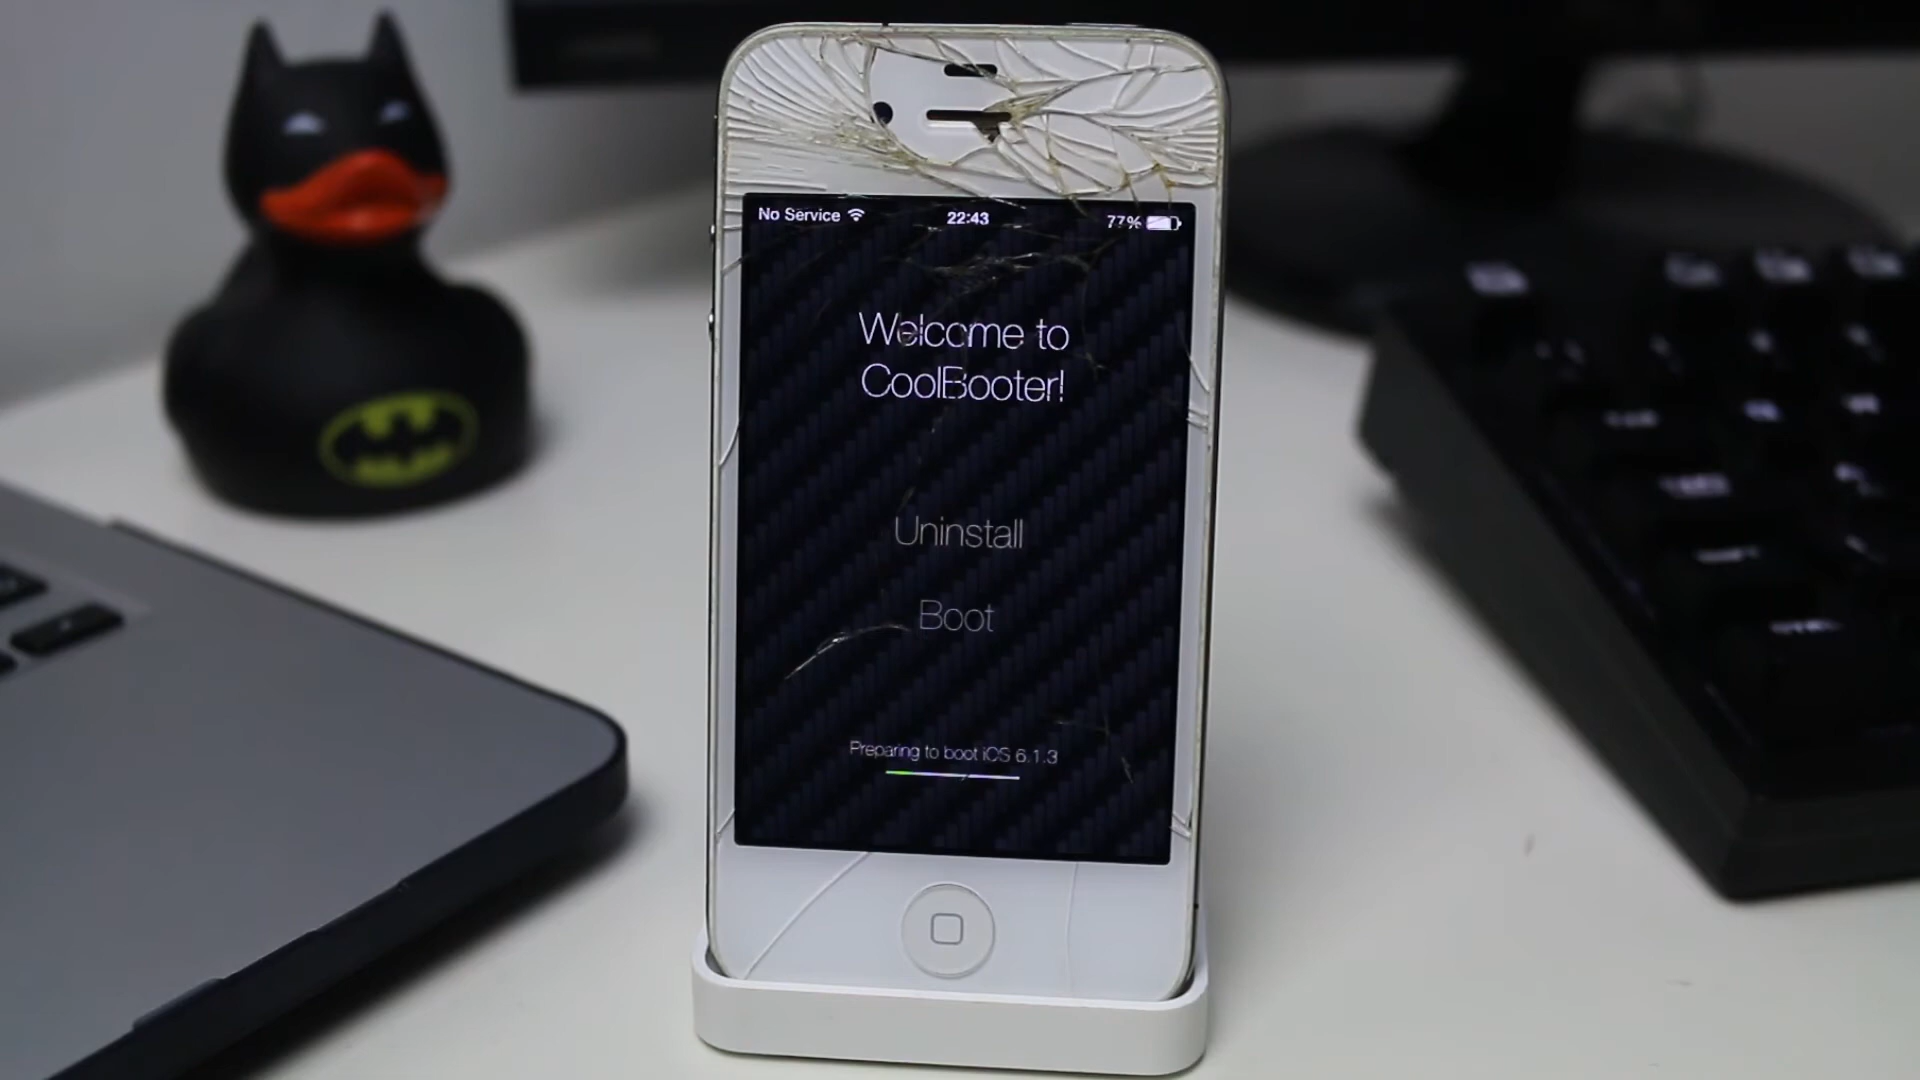 No Service 22:43 77%
Welcome to
CoolBooter!
Uninstall
Boot
Preparing to boot iOS 6.1.3